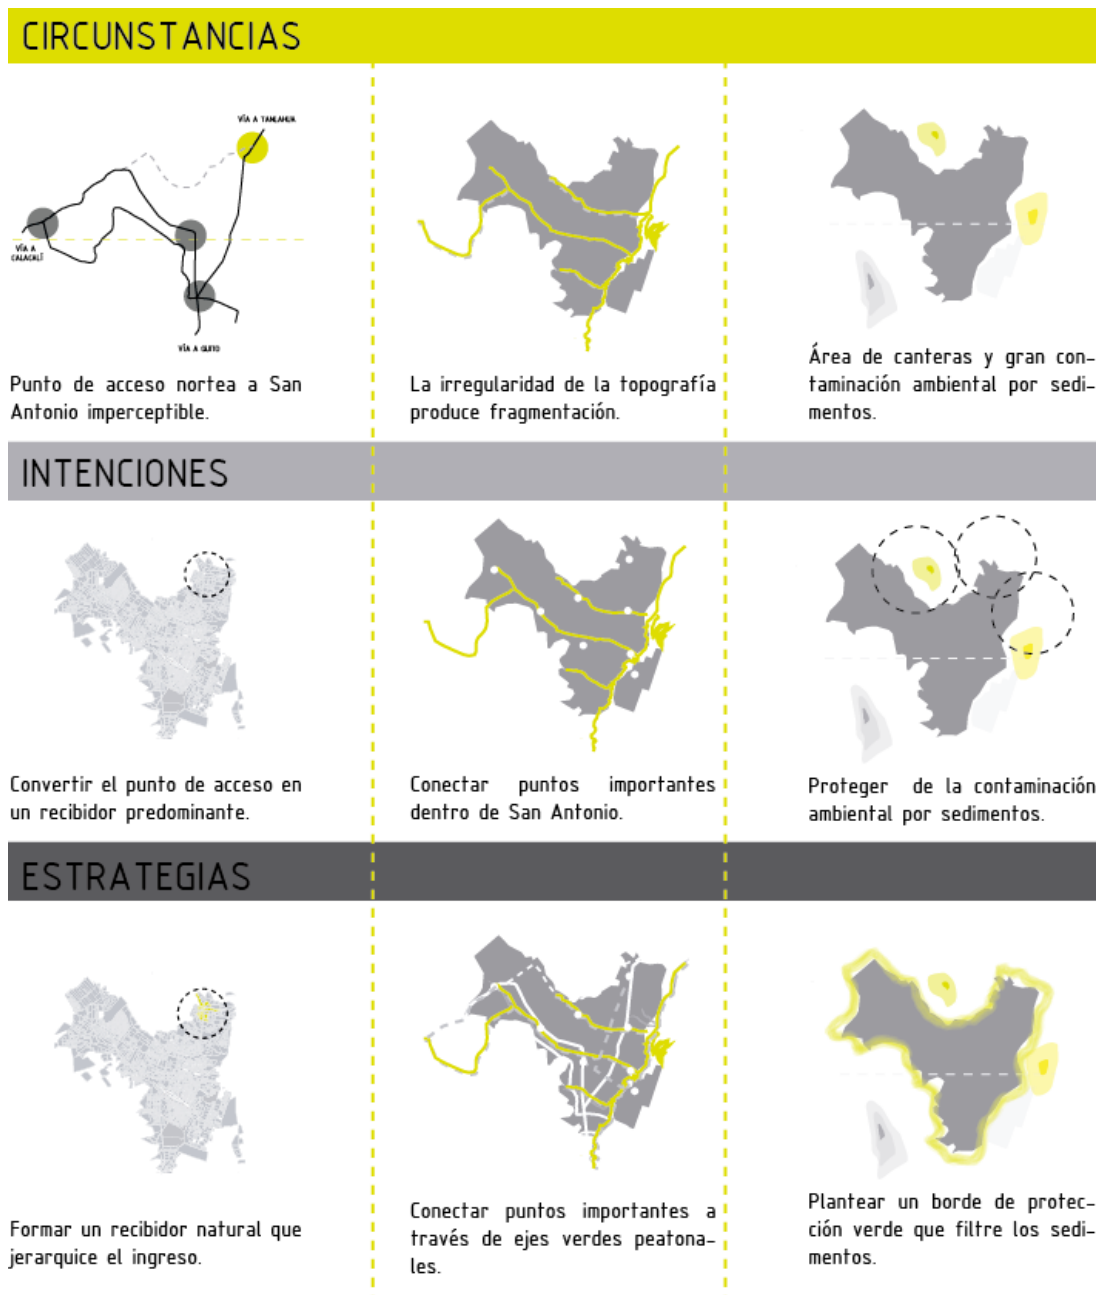 CIRCUNSTANCIAS
VÍA A TANLAHUA
VÍA A
CALACALÍ
VÍA A QUITO
Punto de acceso nortea a San
Antonio imperceptible.
La irregularidad de la topografía
produce fragmentación.
Área de canteras y gran con-
taminación ambiental por sedi-
mentos.
INTENCIONES
Convertir el punto de acceso en
un recibidor predominante.
Conectar puntos importantes
dentro de San Antonio.
Proteger de la contaminación
ambiental por sedimentos.
ESTRATEGIAS
Formar un recibidor natural que
jerarquice el ingreso.
Conectar puntos importantes a
través de ejes verdes peatona-
les.
Plantear un borde de protec-
ción verde que filtre los sedi-
mentos.